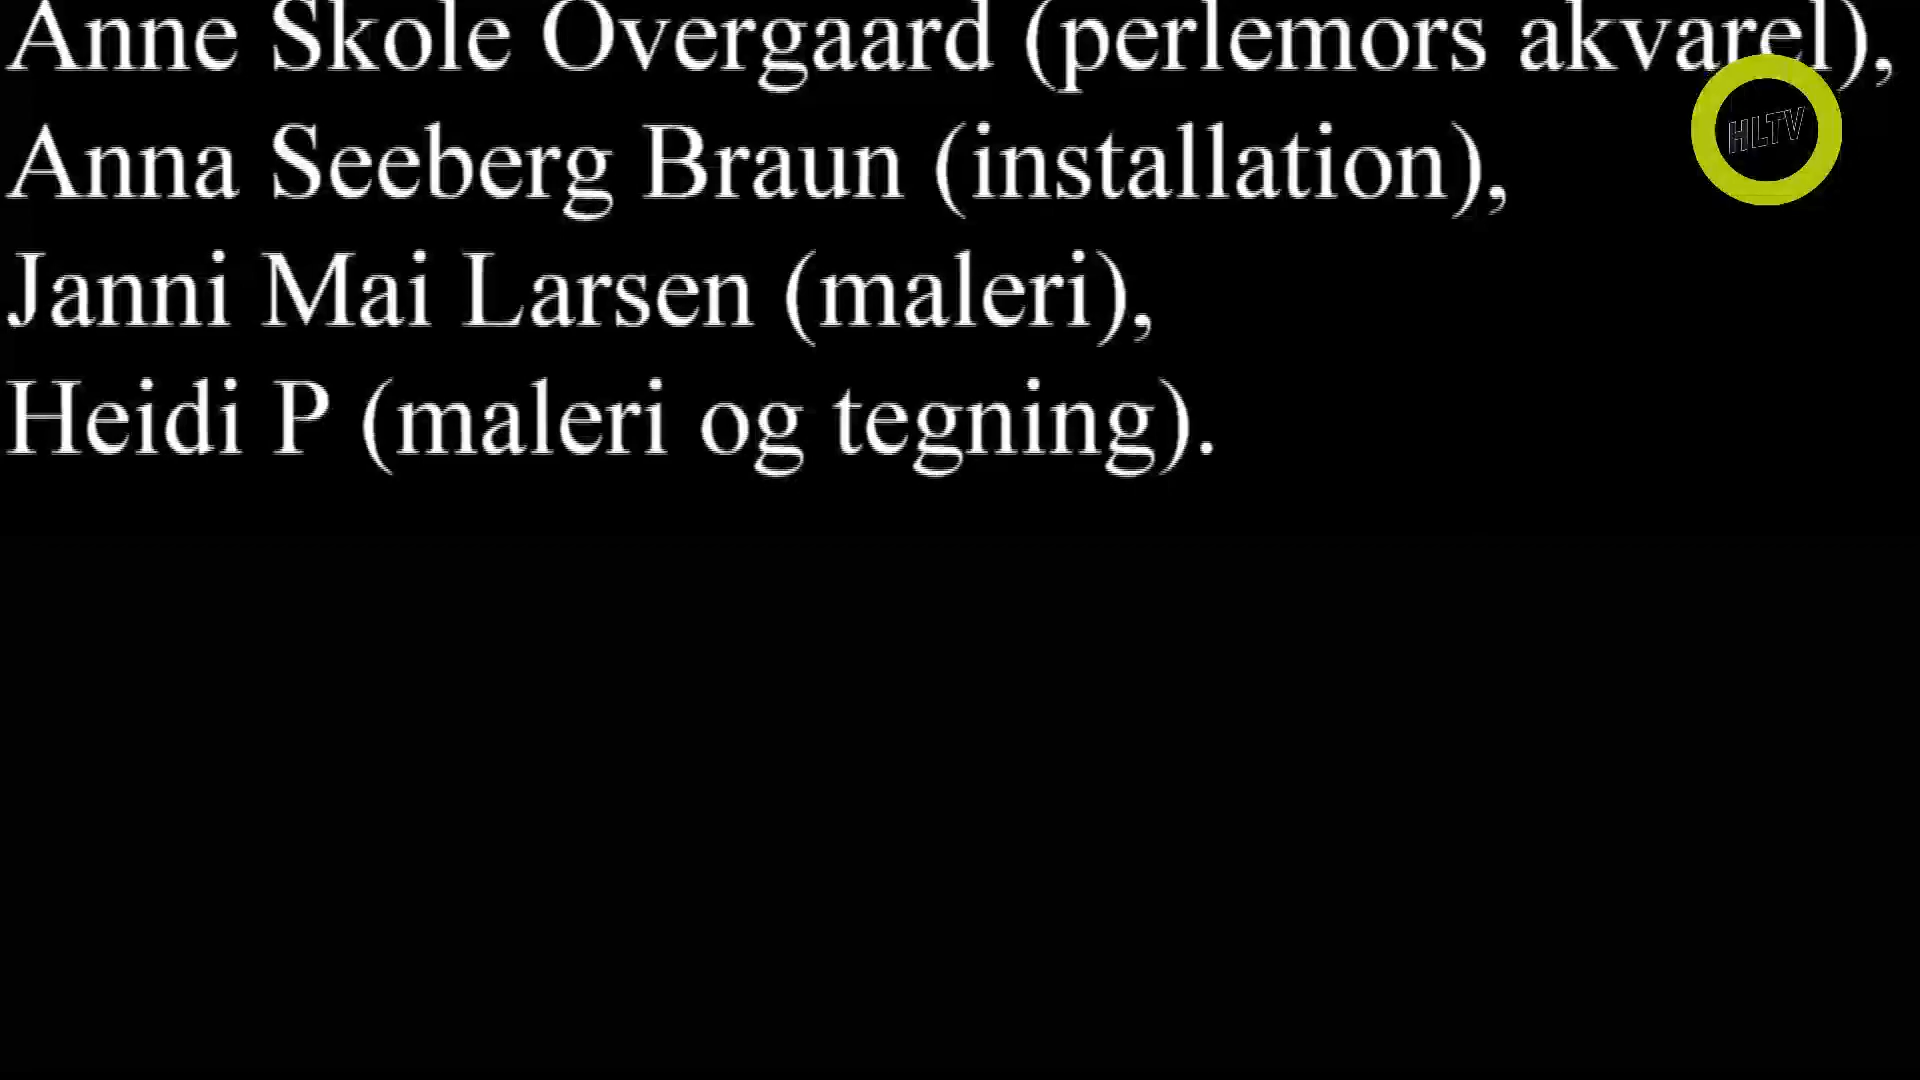 Anne Skole Overgaard (perlemors akvarel),
Anna Seeberg Braun (installation),
Janni Mai Larsen (maleri),
Heidi P (maleri og tegning).
HLTV